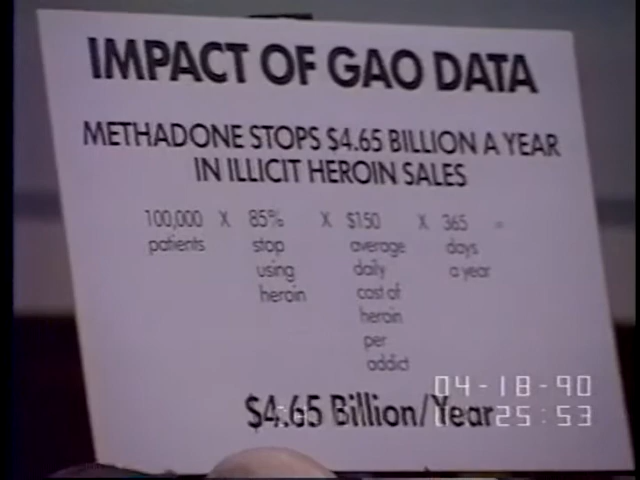 IMPACT OF GAO DATA
METHADONE STOPS $4.65 BILLION A YEAR
IN ILLICIT HEROIN SALES
100,000 X 85% X $150 X 365 =
patients stop average days
using daily a year
heroin cost of
heroin
per
addict
04-18-90
$4.65 Billion/Year
25:53